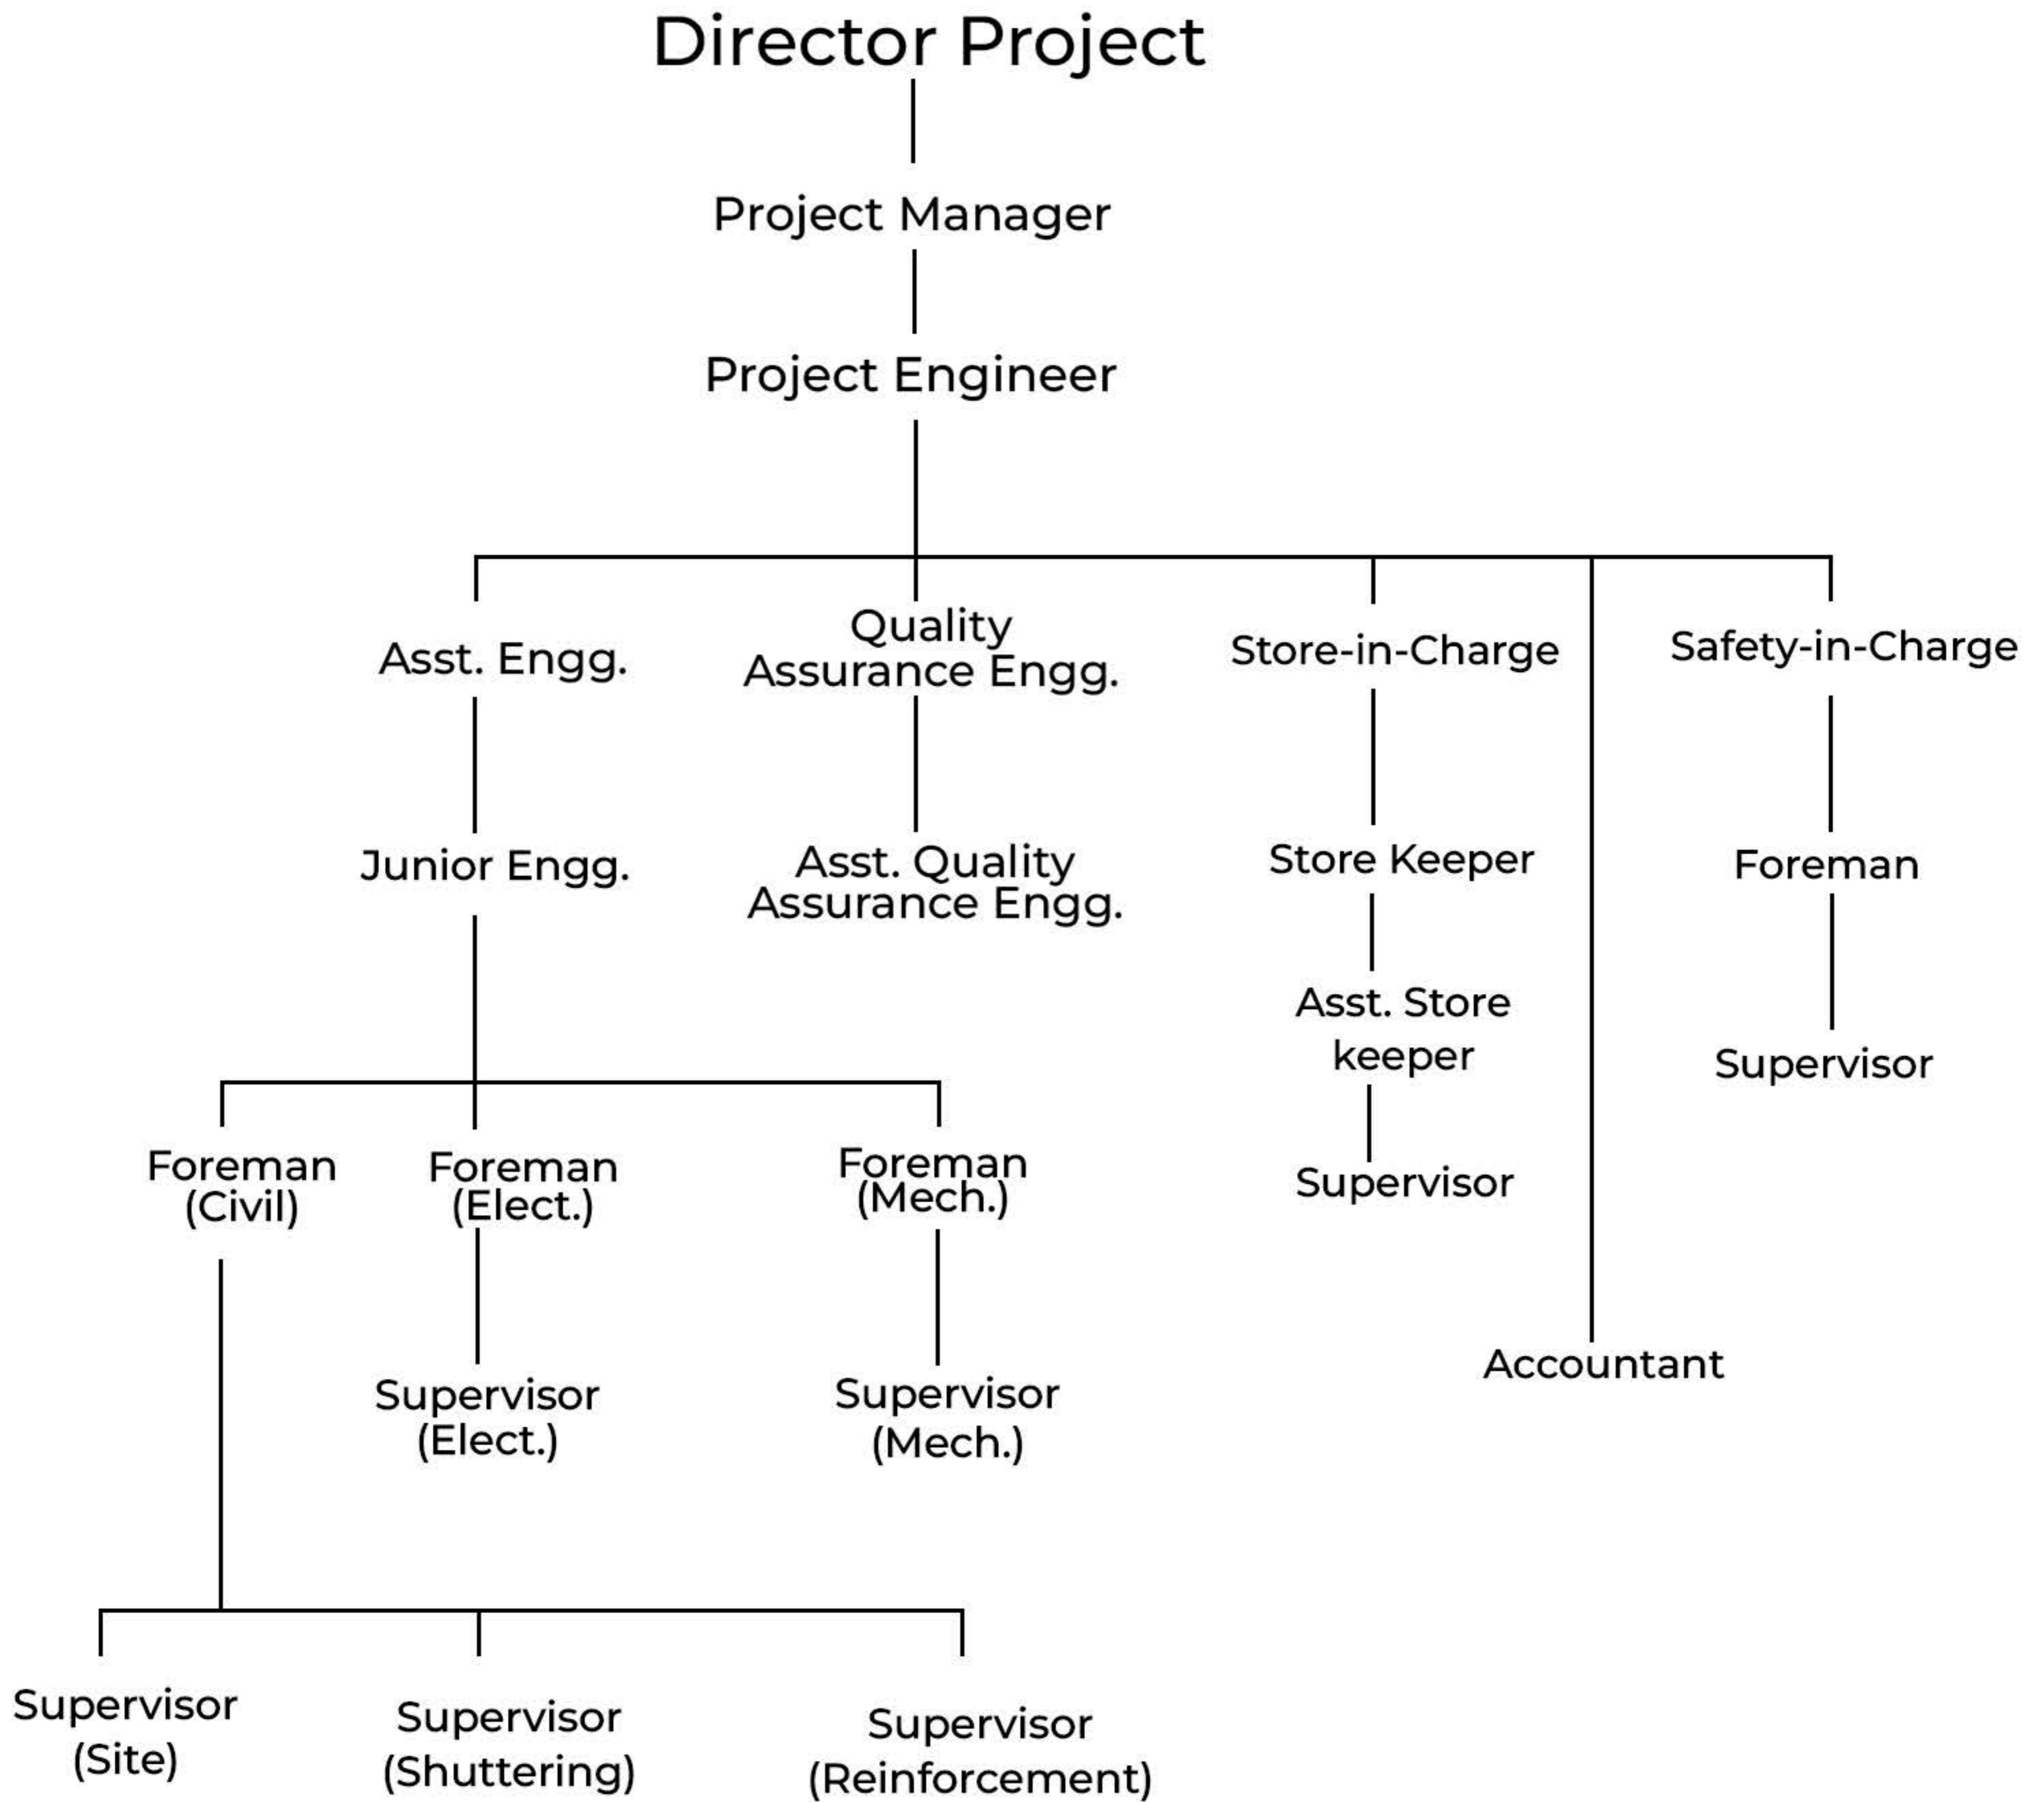 Director Project
Project Manager
Project Engineer
Asst. Engg.
Quality
Assurance Engg.
Store-in-Charge
Safety-in-Charge
Junior Engg.
Asst. Quality
Assurance Engg.
Store Keeper
Foreman
Asst. Store
keeper
Supervisor
Foreman
(Civil)
Foreman
(Elect.)
Foreman
(Mech.)
Supervisor
Accountant
Supervisor
(Elect.)
Supervisor
(Mech.)
Supervisor
(Site)
Supervisor
(Shuttering)
Supervisor
(Reinforcement)